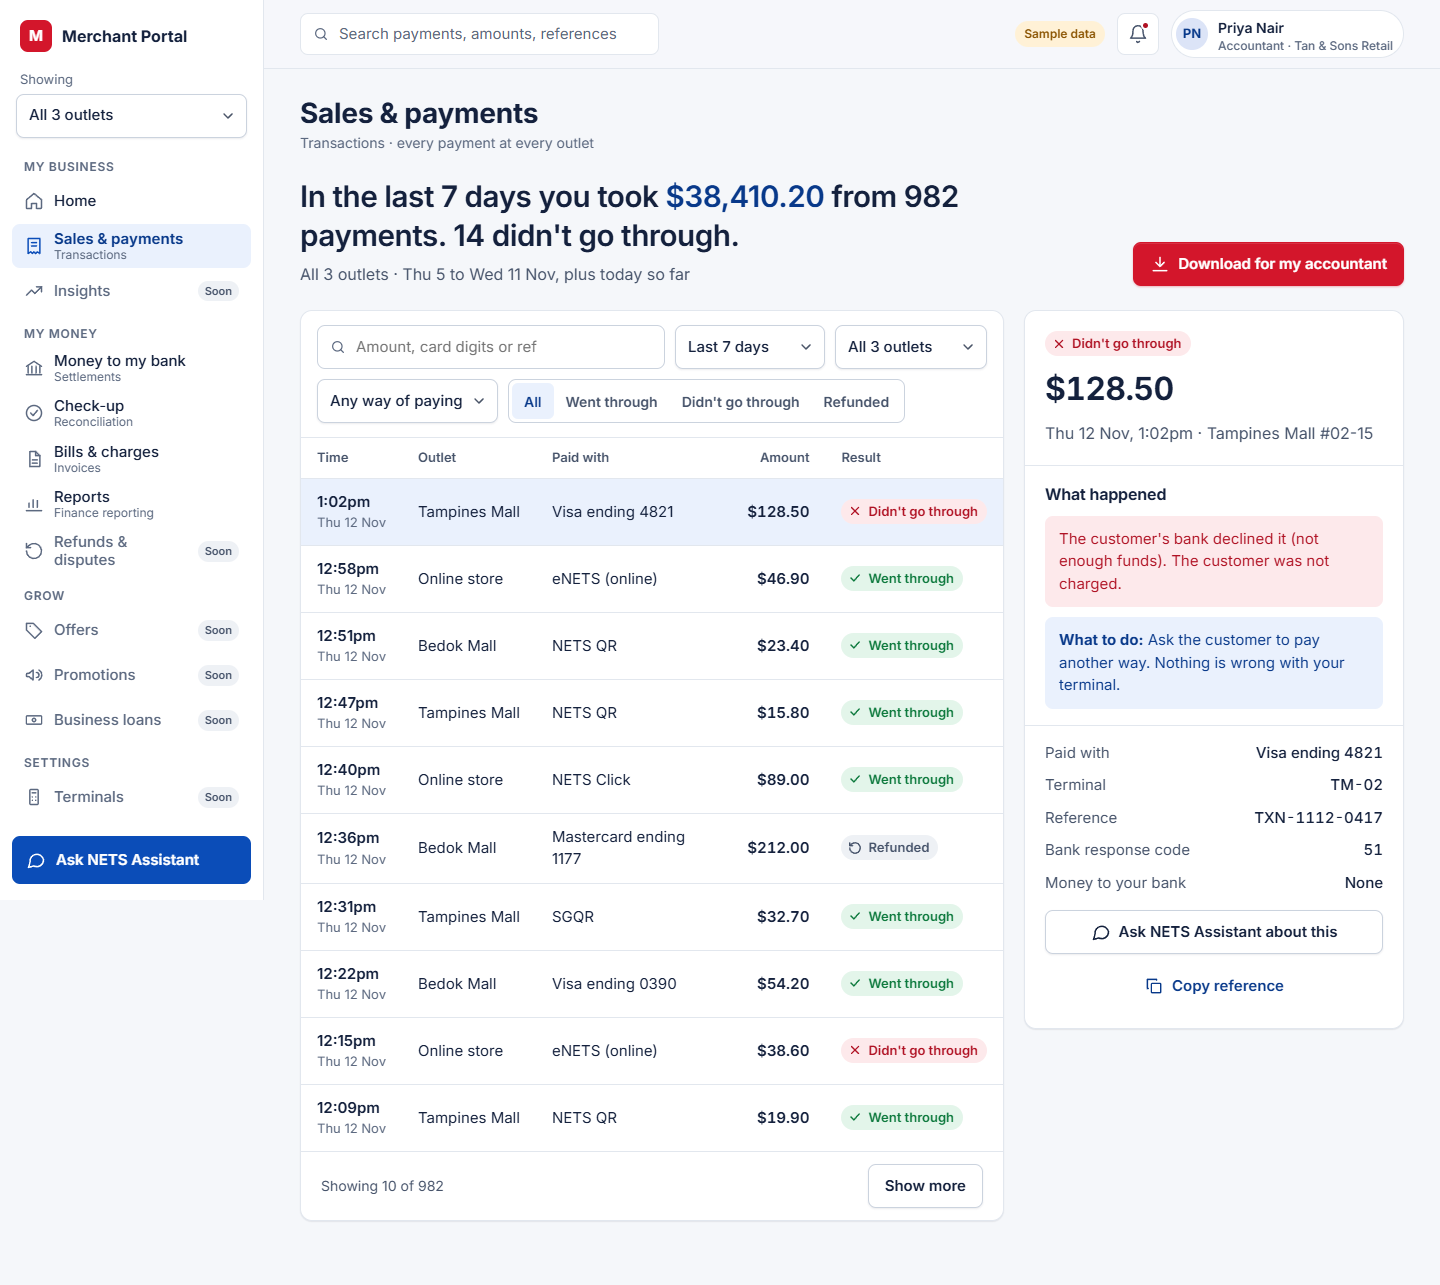 M Merchant Portal
Showing
All 3 outlets
MY BUSINESS
Home
Sales & payments
Transactions
Insights Soon
MY MONEY
Money to my bank
Settlements
Check-up
Reconciliation
Bills & charges
Invoices
Reports
Finance reporting
Refunds &
disputes
Soon
GROW
Offers Soon
Promotions Soon
Business loans Soon
SETTINGS
Terminals Soon
Ask NETS Assistant
Search payments, amounts, references
Sample data
PN
Priya Nair
Accountant · Tan & Sons Retail
Sales & payments
Transactions · every payment at every outlet
In the last 7 days you took $38,410.20 from 982
payments. 14 didn't go through.
All 3 outlets · Thu 5 to Wed 11 Nov, plus today so far
Download for my accountant
Amount, card digits or ref
Last 7 days
All 3 outlets
Any way of paying
All Went through Didn't go through Refunded
Time Outlet Paid with Amount Result
1:02pm
Thu 12 Nov
Tampines Mall Visa ending 4821 $128.50 Didn't go through
12:58pm
Thu 12 Nov
Online store eNETS (online) $46.90 Went through
12:51pm
Thu 12 Nov
Bedok Mall NETS QR $23.40 Went through
12:47pm
Thu 12 Nov
Tampines Mall NETS QR $15.80 Went through
12:40pm
Thu 12 Nov
Online store NETS Click $89.00 Went through
12:36pm
Thu 12 Nov
Bedok Mall
Mastercard ending
1177
$212.00 Refunded
12:31pm
Thu 12 Nov
Tampines Mall SGQR $32.70 Went through
12:22pm
Thu 12 Nov
Bedok Mall Visa ending 0390 $54.20 Went through
12:15pm
Thu 12 Nov
Online store eNETS (online) $38.60 Didn't go through
12:09pm
Thu 12 Nov
Tampines Mall NETS QR $19.90 Went through
Showing 10 of 982
Show more
Didn't go through
$128.50
Thu 12 Nov, 1:02pm · Tampines Mall #02-15
What happened
The customer's bank declined it (not
enough funds). The customer was not
charged.
What to do: Ask the customer to pay
another way. Nothing is wrong with your
terminal.
Paid with Visa ending 4821
Terminal TM-02
Reference TXN-1112-0417
Bank response code 51
Money to your bank None
Ask NETS Assistant about this
Copy reference